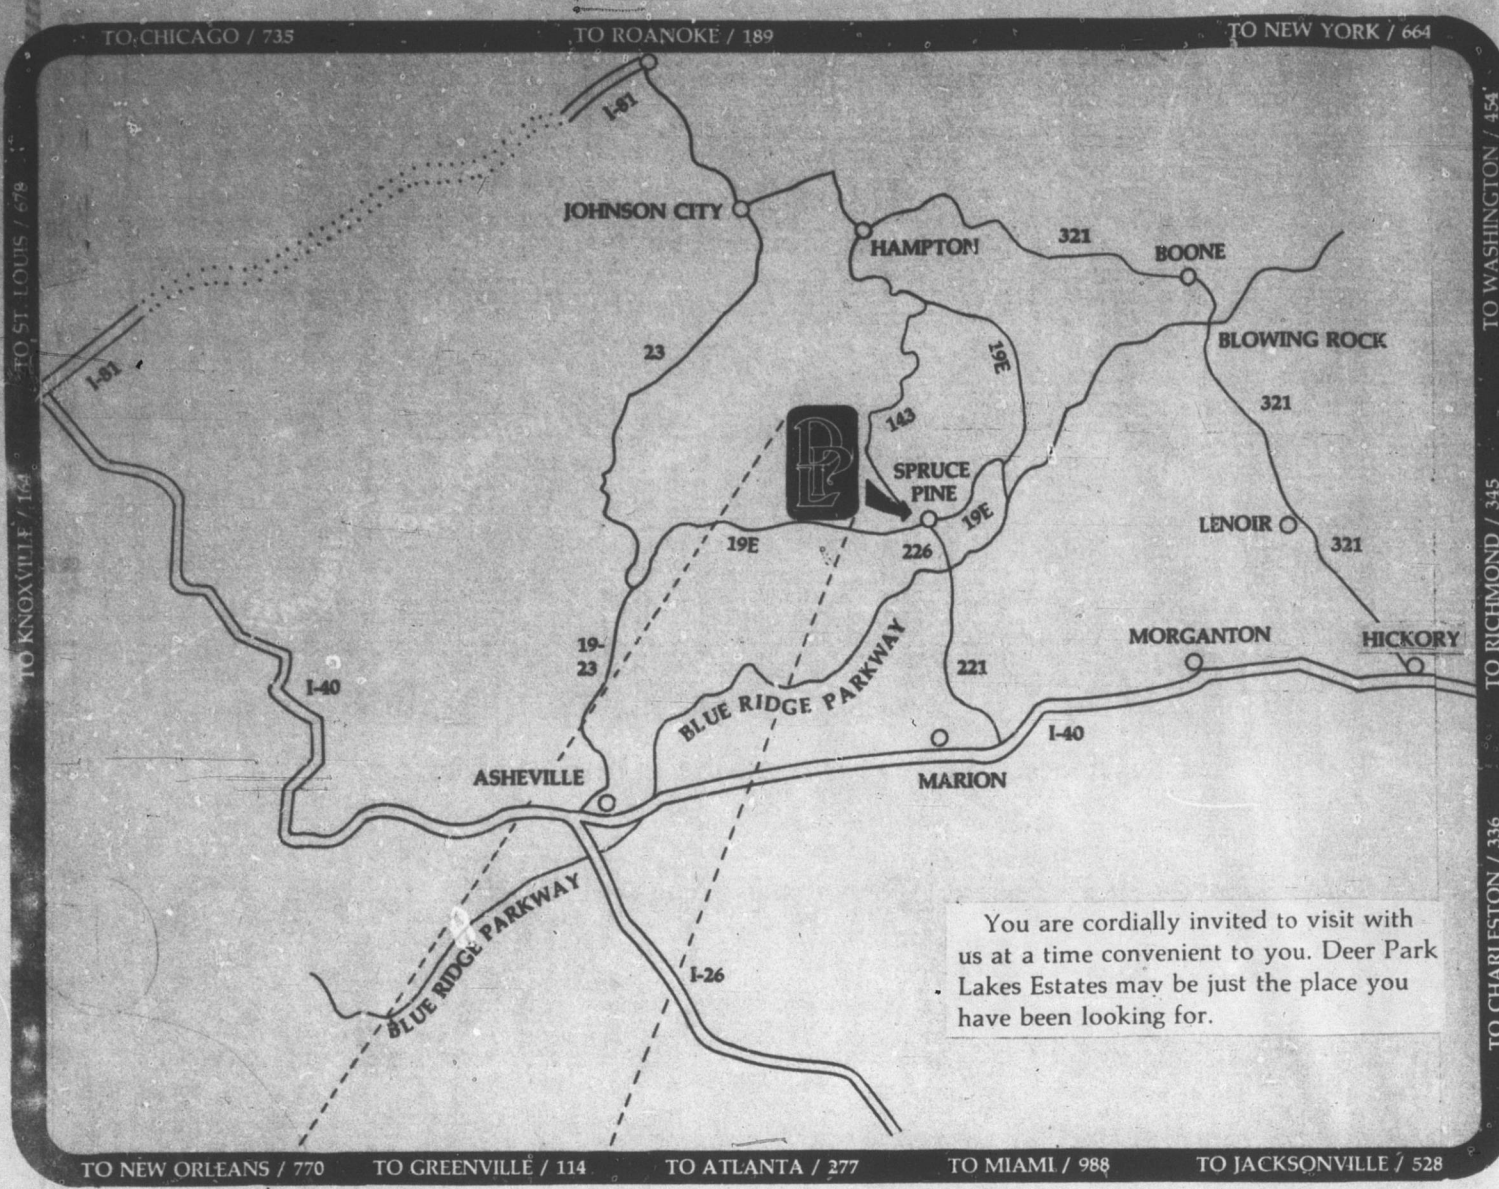 TO CHICAGO / 735
TO ROANOKE / 189
TO NEW YORK / 664
TO ST. LOUIS / 678
TO KNOXVILLE / 164
TO WASHINGTON / 454
TO RICHMOND / 345
TO CHARLESTON / 336
I-81
JOHNSON CITY
HAMPTON
321
BOONE
BLOWING ROCK
I-81
23
19E
321
143
SPRUCE
PINE
19E
LENOIR
321
19E
226
MORGANTON
HICKORY
19-
23
221
I-40
BLUE RIDGE PARKWAY
I-40
ASHEVILLE
MARION
BLUE RIDGE PARKWAY
I-26
You are cordially invited to visit with
us at a time convenient to you. Deer Park
Lakes Estates may be just the place you
have been looking for.
TO NEW ORLEANS / 770
TO GREENVILLE / 114
TO ATLANTA / 277
TO MIAMI / 988
TO JACKSONVILLE / 528